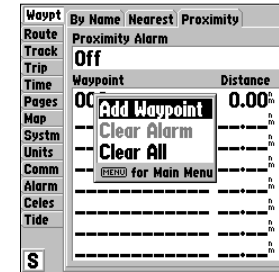 Waypt
Route
Track
Trip
Time
Pages
Map
Systm
Units
Comm
Alarm
Celes
Tide
S
By Name Nearest Proximity
Proximity Alarm
Off
Waypoint Distance
0.00
Add Waypoint
Clear Alarm
Clear All
MENU for Main Menu